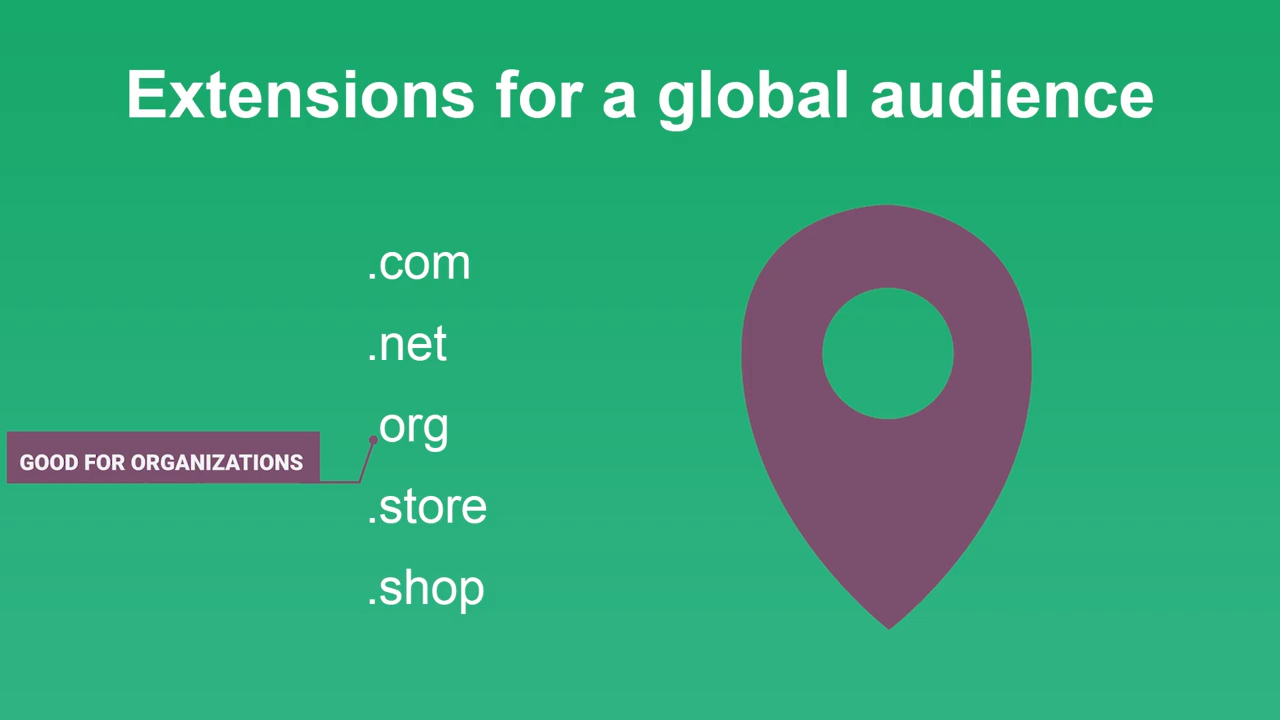 Extensions for a global audience
.com
.net
.org
GOOD FOR ORGANIZATIONS
.store
.shop